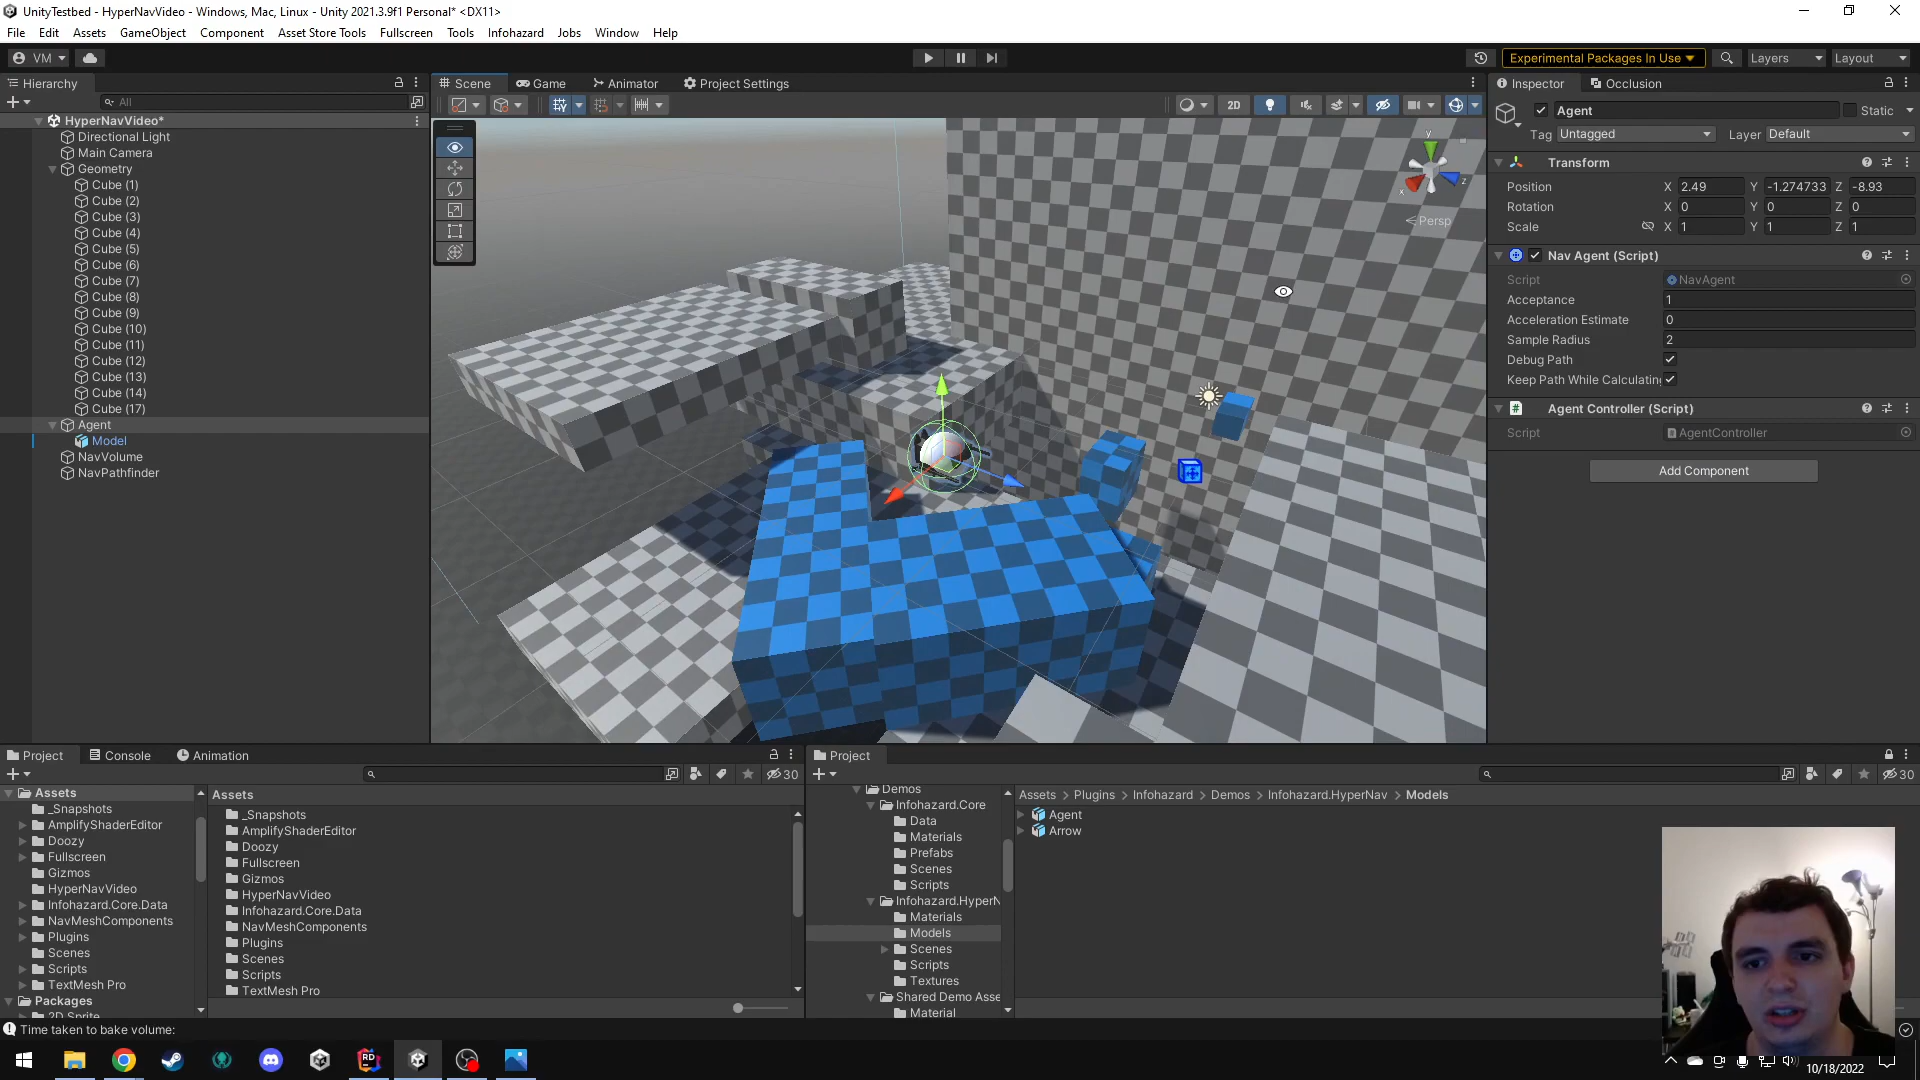 UnityTestbed - HyperNavVideo - Windows, Mac, Linux - Unity 2021.3.9f1 Personal* <DX11>
File Edit Assets GameObject Component Asset Store Tools Fullscreen Tools Infohazard Jobs Window Help
VM Experimental Packages In Use Layers Layout
Hierarchy
All
HyperNavVideo*
Directional Light
Main Camera
Geometry
Cube (1)
Cube (2)
Cube (3)
Cube (4)
Cube (5)
Cube (6)
Cube (7)
Cube (8)
Cube (9)
Cube (10)
Cube (11)
Cube (12)
Cube (13)
Cube (14)
Cube (17)
Agent
Model
NavVolume
NavPathfinder
Scene Game Animator Project Settings
2D
y
x z
Persp
Inspector Occlusion
Agent Static
Tag Untagged Layer Default
Transform
Position X 2.49 Y -1.274733 Z -8.93
Rotation X 0 Y 0 Z 0
Scale X 1 Y 1 Z 1
Nav Agent (Script)
Script NavAgent
Acceptance 1
Acceleration Estimate 0
Sample Radius 2
Debug Path
Keep Path While Calculating
Agent Controller (Script)
Script AgentController
Add Component
Project Console Animation
30
Assets
_Snapshots
AmplifyShaderEditor
Doozy
Fullscreen
Gizmos
HyperNavVideo
Infohazard.Core.Data
NavMeshComponents
Plugins
Scenes
Scripts
TextMesh Pro
Packages
2D Sprite
Assets
_Snapshots
AmplifyShaderEditor
Doozy
Fullscreen
Gizmos
HyperNavVideo
Infohazard.Core.Data
NavMeshComponents
Plugins
Scenes
Scripts
TextMesh Pro
Project
30
Demos
Infohazard.Core
Data
Materials
Prefabs
Scenes
Scripts
Infohazard.HyperN
Materials
Models
Scenes
Scripts
Textures
Shared Demo Asse
Material
Assets > Plugins > Infohazard > Demos > Infohazard.HyperNav > Models
Agent
Arrow
Time taken to bake volume:
RD
10/18/2022